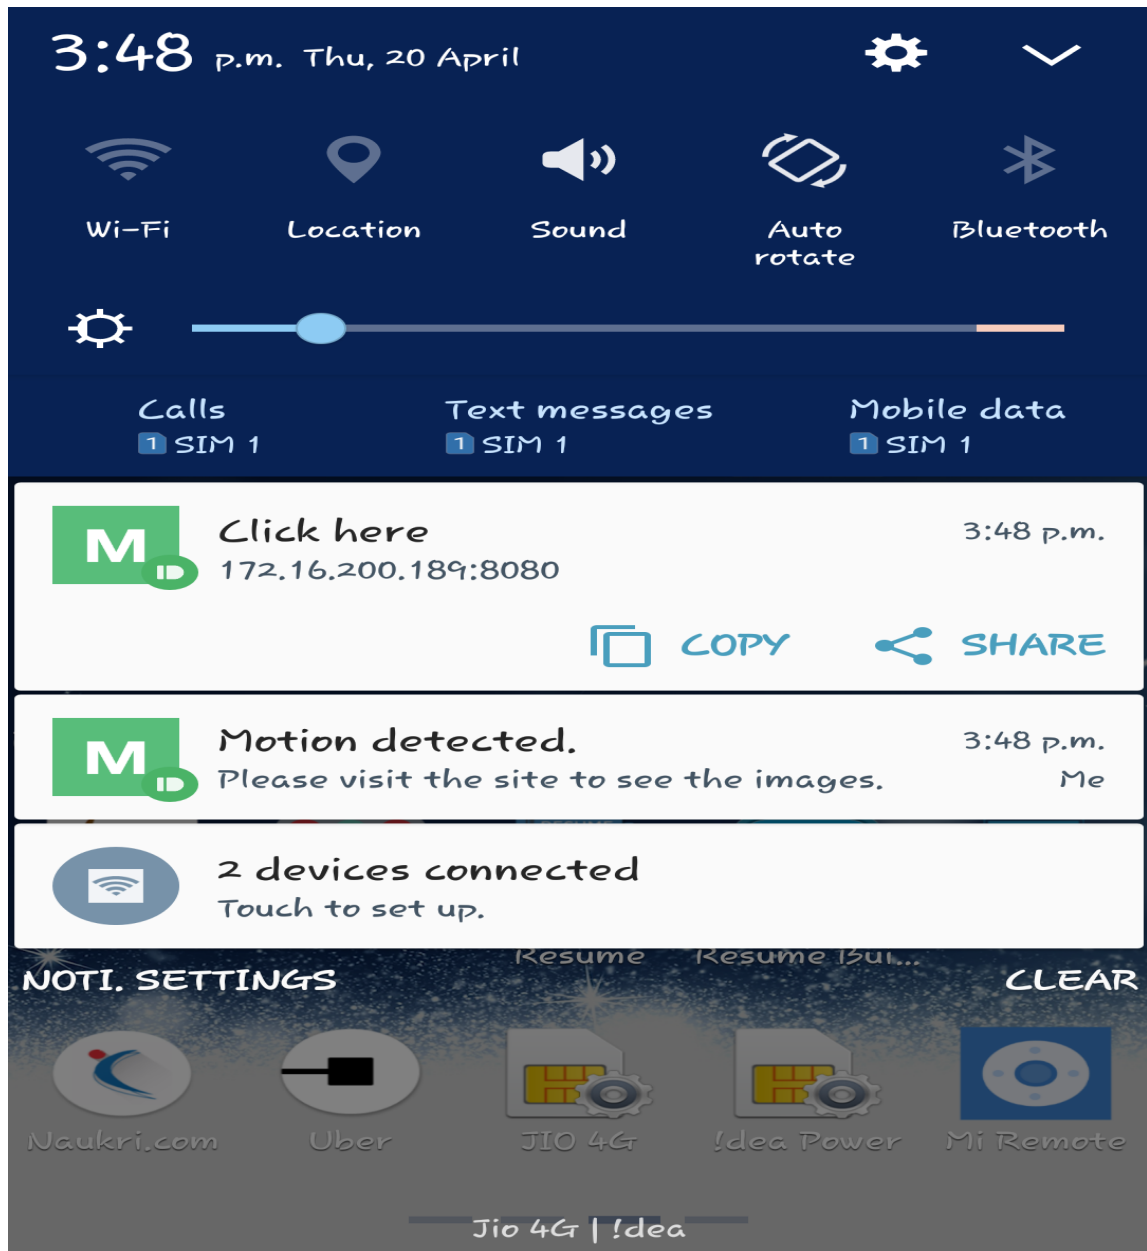 3:48 p.m. Thu, 20 April
Wi-Fi Location Sound Auto rotate Bluetooth
Calls Text messages Mobile data
1 SIM 1 1 SIM 1 1 SIM 1
M Click here 3:48 p.m.
172.16.200.189:8080
COPY SHARE
M Motion detected. 3:48 p.m.
Please visit the site to see the images. Me
2 devices connected
Touch to set up.
Resume Resume Bui...
NOTI. SETTINGS CLEAR
Naukri.com Uber JIO 4G !dea Power Mi Remote
Jio 4G | !dea